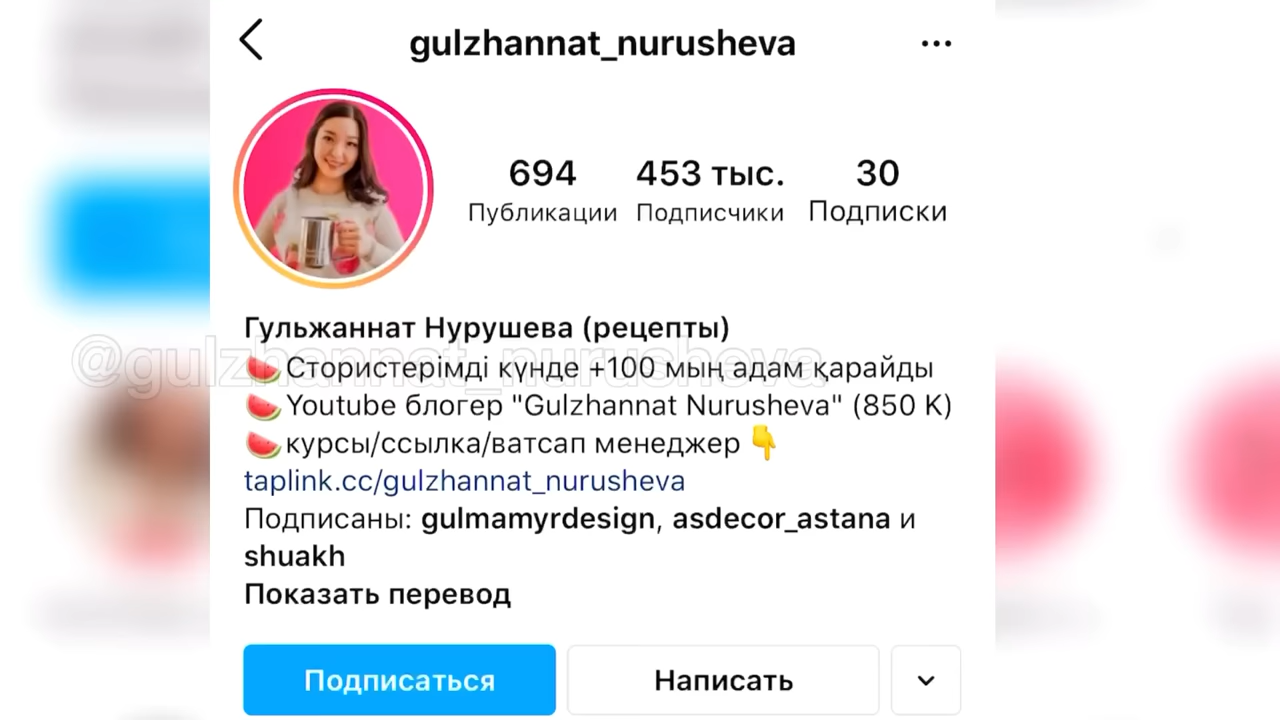 gulzhannat_nurusheva
694 453 тыс. 30
Публикации Подписчики Подписки
Гульжаннат Нурушева (рецепты)
🍉Стористерімді күнде +100 мың адам қарайды
🍉Youtube блогер "Gulzhannat Nurusheva" (850 K)
🍉курсы/ссылка/ватсап менеджер👇
taplink.cc/gulzhannat_nurusheva
Подписаны: gulmamyrdesign, asdecor_astana и
shuakh
Показать перевод
Подписаться Написать
@gulzhannat_nurusheva